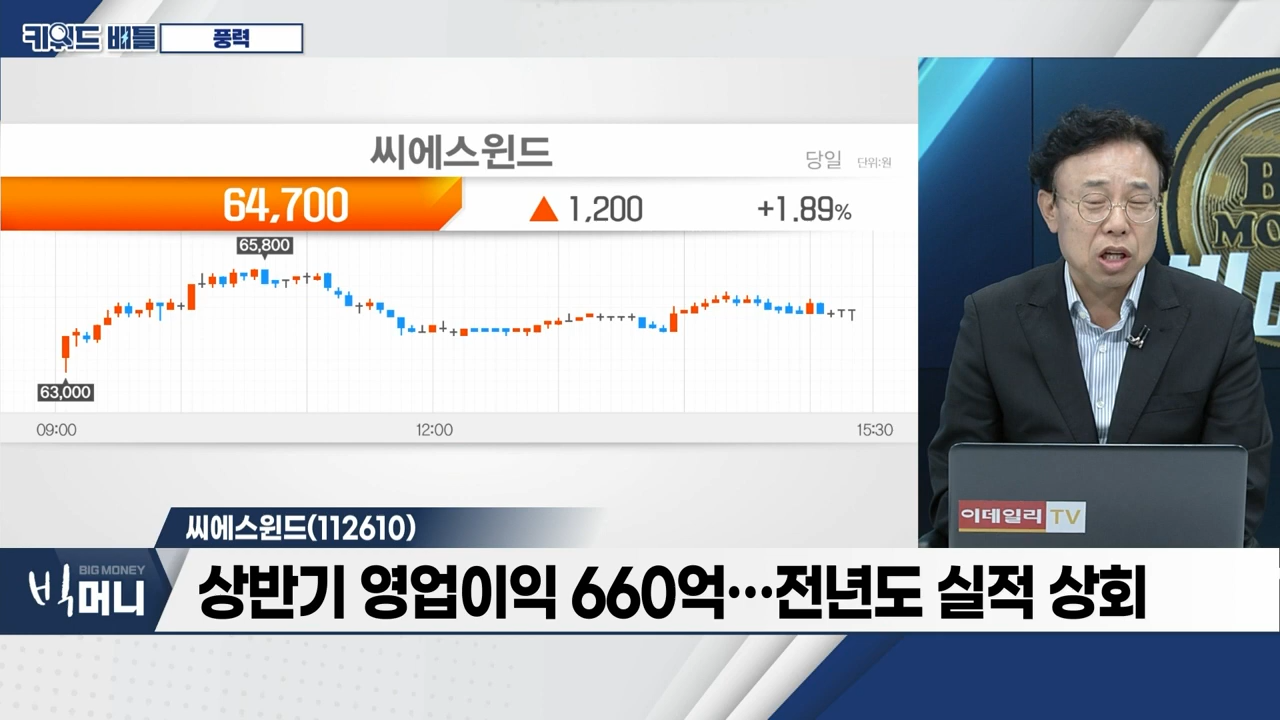 키워드 배틀
풍력
씨에스윈드
당일 단위:원
64,700 ▲ 1,200 +1.89%
65,800
63,000
09:00 12:00 15:30
B
MO
빅
이데일리 TV
씨에스윈드(112610)
BIG MONEY
빅머니
상반기 영업이익 660억…전년도 실적 상회